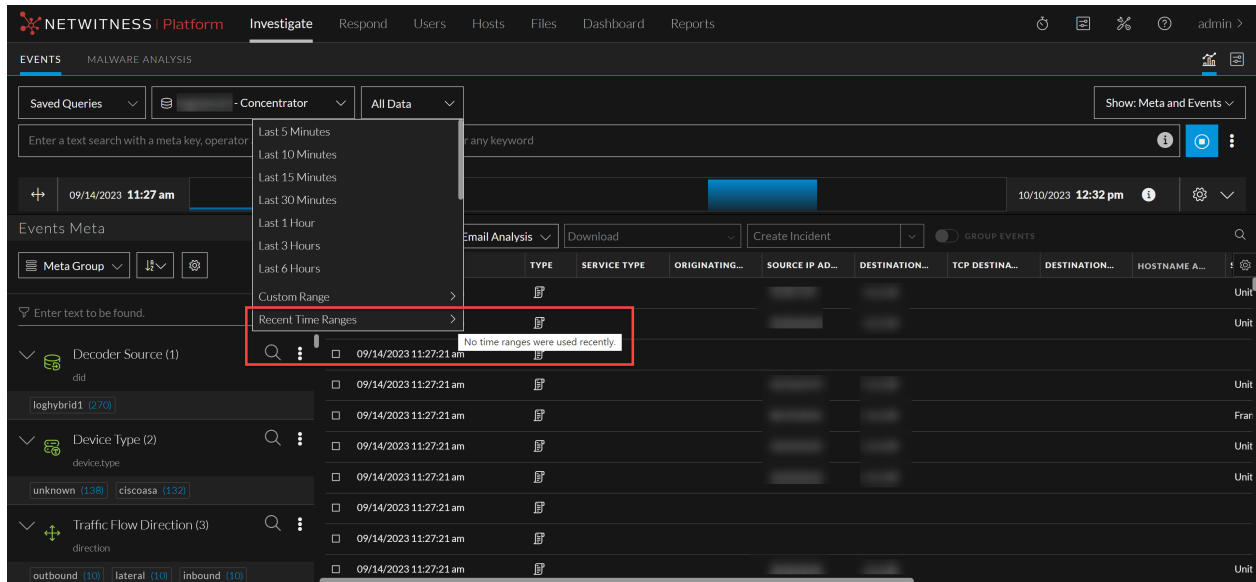 NETWITNESS Platform Investigate Respond Users Hosts Files Dashboard Reports admin >
EVENTS MALWARE ANALYSIS
Saved Queries - Concentrator All Data Show: Meta and Events
Enter a text search with a meta key, operator any keyword
Last 5 Minutes
Last 10 Minutes
Last 15 Minutes
Last 30 Minutes
Last 1 Hour
Last 3 Hours
Last 6 Hours
Custom Range
Recent Time Ranges
No time ranges were used recently.
09/14/2023 11:27 am 10/10/2023 12:32 pm
Events Meta Email Analysis Download Create Incident GROUP EVENTS
Meta Group TYPE SERVICE TYPE ORIGINATING... SOURCE IP AD... DESTINATION... TCP DESTINA... DESTINATION... HOSTNAME A...
Unit
Enter text to be found. Unit
Decoder Source (1) 09/14/2023 11:27:21 am
did
09/14/2023 11:27:21 am Unit
loghybrid1 (270)
09/14/2023 11:27:21 am Fran
Device Type (2) 09/14/2023 11:27:21 am Unit
device.type
09/14/2023 11:27:21 am Unit
unknown (138) ciscoasa (132)
09/14/2023 11:27:21 am
Traffic Flow Direction (3)
09/14/2023 11:27:21 am
direction
outbound (10) lateral (10) inbound (10) 09/14/2023 11:27:21 am Unit